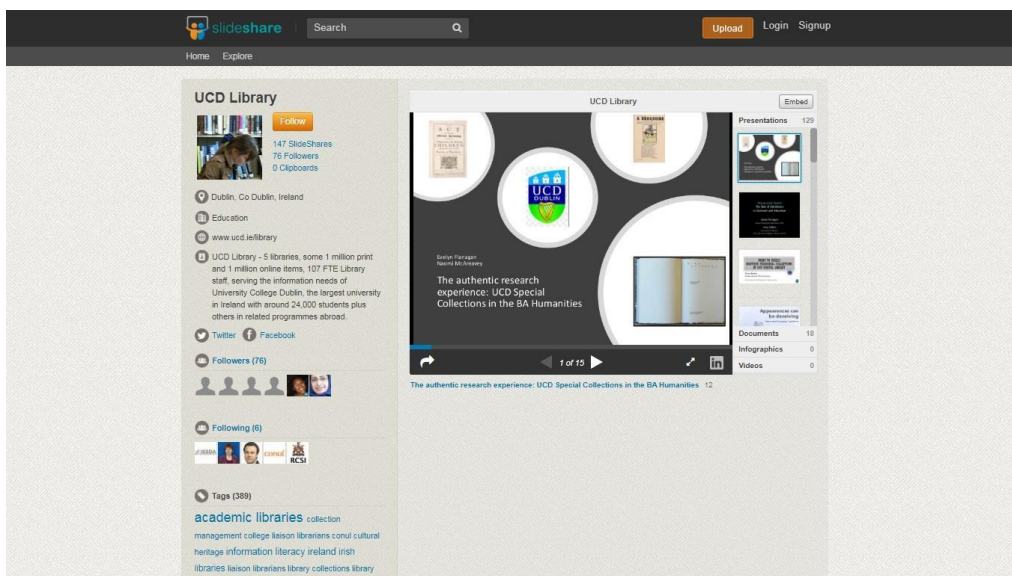 slideshare
Search
Upload
Login
Signup
Home
Explore
UCD Library
Follow
147 SlideShares
76 Followers
0 Clipboards
Dublin, Co Dublin, Ireland
Education
www.ucd.ie/library
UCD Library - 5 libraries, some 1 million print
and 1 million online items, 107 FTE Library
staff, serving the information needs of
University College Dublin, the largest university
in Ireland with around 24,000 students plus
others in related programmes abroad.
Twitter
Facebook
Followers (76)
Following (6)
conul
RCSI
Tags (389)
academic libraries collection
management college liaison librarians conul cultural
heritage information literacy ireland irish
libraries liaison librarians library collections library
UCD Library
Embed
UCD
DUBLIN
Evelyn Flanagan
Naomi McAreavey
The authentic research
experience: UCD Special
Collections in the BA Humanities
1 of 15
in
The authentic research experience: UCD Special Collections in the BA Humanities 12
Presentations 129
Appearances can
be deceiving
Documents 18
Infographics 0
Videos 0